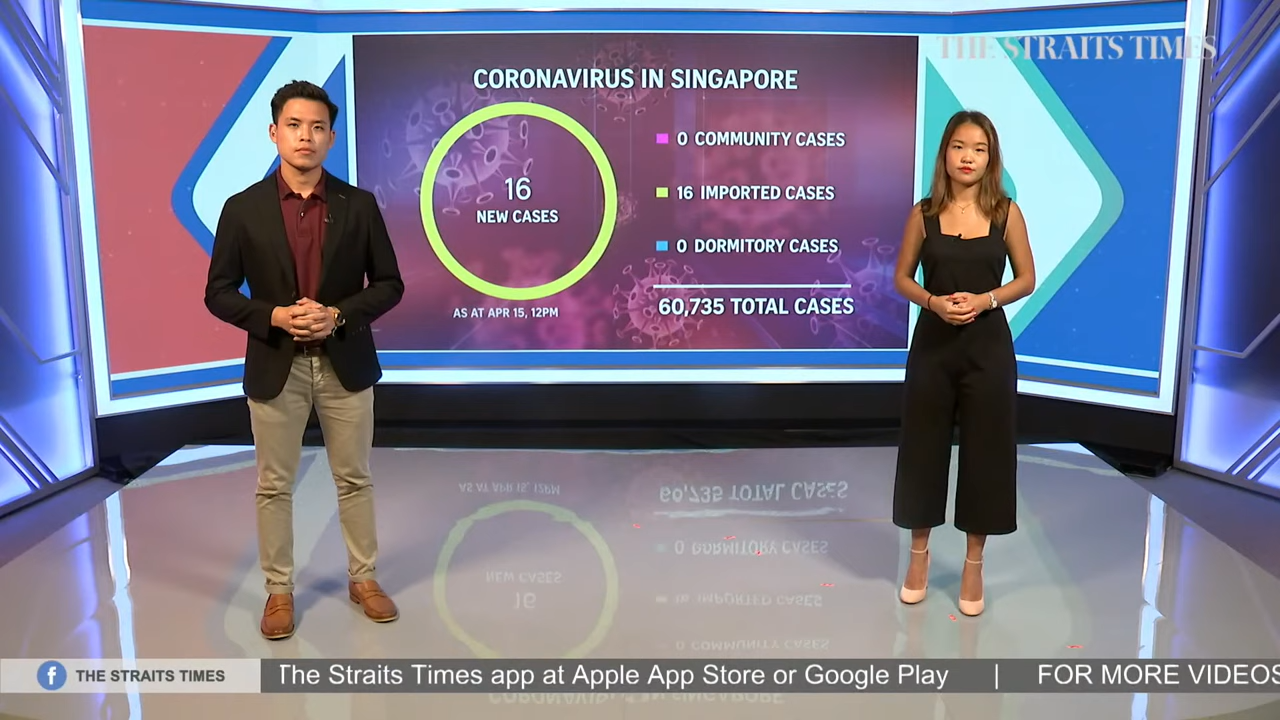 THE STRAITS TIMES
CORONAVIRUS IN SINGAPORE
16
NEW CASES
AS AT APR 15, 12PM
0 COMMUNITY CASES
16 IMPORTED CASES
0 DORMITORY CASES
60,735 TOTAL CASES
THE STRAITS TIMES
The Straits Times app at Apple App Store or Google Play | FOR MORE VIDEOS